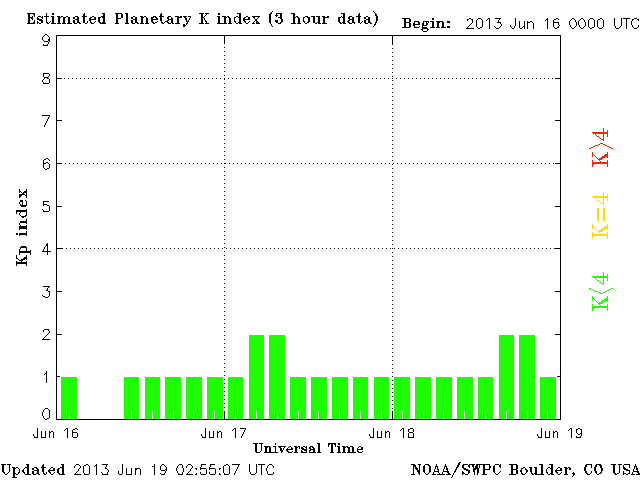 Estimated Planetary K index (3 hour data) Begin: 2013 Jun 16 0000 UTC
9
8
7
6
5
4
3
2
1
0
Kp index
K>4
K=4
K<4
Jun 16 Jun 17 Jun 18 Jun 19
Universal Time
Updated 2013 Jun 19 02:55:07 UTC NOAA/SWPC Boulder, CO USA